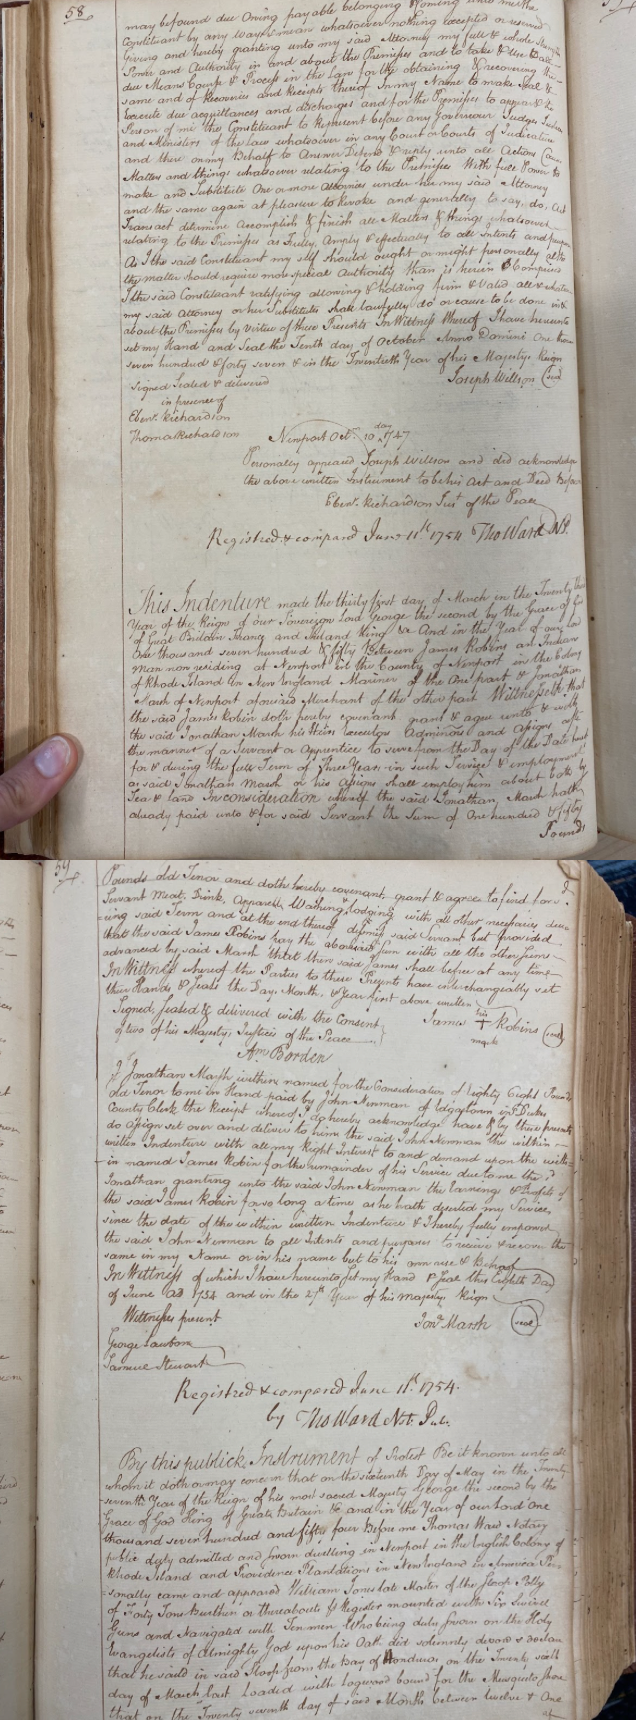 58
may be found due Owing payable belonging & coming unto me the
Constituent by any ways or means whatsoever nothing excepted or reserved
Giving and hereby granting unto my said Attorney my full & whole
Power and Authority in and about the Premisses and to take & Use all
due Means Course & Process in the Law for the obtaining & recovering the
same and of Recoveries and Receipts thereof In my Name to make Seal &
Execute due acquittances and discharges and for the Premisses to appear & the
Person of me the Constituent to Represent before any Governour Judge
and Ministers of the law whatsoever in any Court or Courts of Judicature
and there on my Behalf to Answer Defend & reply unto all Actions
Matters and things whatsoever relating to the Premisses With full Power to
make and Substitute One or more attornies under her my said Attorney
and the same again at pleasure to Revoke and generally to say, do, Act
Transact determine Accomplish & finish all Matters & things whatsoever
relating to the Premisses as Fully, Amply & effectually to all Intents and purposes
As I the said Constituent my self should ought or might personally altho
the matter should require more special Authority than is herein Comprised
I the said Constituent ratifying allowing & holding firm & Valid all & whatsoever
my said Attorney or her Substitutes shall lawfully do or cause to be done in &
about the Premisses by Virtue of these Presents In Wittness Whereof I have hereunto
set my Hand and Seal the Tenth day of October Anno Domini One thou
seven hundred & forty seven & in the Twentieth Year of his Majestys Reign
Signed Sealed & delivered Joseph Willson (seal)
in presence of
Eben.r Richardson
Thomas Richardson Newport Oct.r 10 day 1747
Personally appeared Joseph Willson and did acknowledge
the above written Instrument to be his Act and Deed Before
Eben.r Richardson Just of the Peace
Registred & compared June 11th 1754 Tho Ward N.P.
This Indenture made the thirty first day of March in the Twenty third
Year of the Reign of our Sovereign Lord George the second by the Grace of God
of Great Brittain France and Ireland King &c And in the Year of our Lord
One thousand seven hundred & fifty Between James Robins an Indian
Man now residing at Newport in the County of Newport in the Colony
of Rhode Island in New England Mariner of the One part & Jonathan
Marsh of Newport aforesaid Merchant of the other part Wittnesseth that
the said James Robin doth hereby covenant grant & agree unto & with
the said Jonathan Marsh his Heirs Executors Adminrs and Assigns after
the manner of a Servant or Apprentice to serve from the Day of the Date hereof
for & during the full Term of Three Years in such Service & employment
as said Jonathan Marsh or his Assigns shall employ him about both by
Sea & land In consideration whereof the said Jonathan Marsh hath
already paid unto & for said Servant the Sum of One hundred & fifty
Pounds
59
Pounds old Tenor and doth hereby covenant, grant & agree to find for s.d
Servant Meat, Drink, Apparel Washing & lodging with all other necessaries dur
=ing said Term and at the end thereof dismiss said Servant but provided
that the said James Robins pay the aboves.d Sum with all the other Sums
advanced by said Marsh that then said James shall be free at any time
In Wittness whereof the Parties to these Presents have interchangeably set
their Hands & Seals the Day, Month, & Year first above written
Signed, Sealed & delivered with the Consent James his + mark Robins (seal)
of two of his Majestys Justices of the Peace
Am Borden
I Jonathan Marsh within named for the Consideration of Eighty Eight Pounds
old Tenor to me in Hand paid by John Newman of Edgartown in Dukes
County Clerk the Receipt whereof I do hereby acknowledge have & by these presents
do Assign set over and deliver to him the said John Newman the within
written Indenture with all my Right Interest to and demand upon the with
in named James Robin for the remainder of his Service due to me the s.d
Jonathan granting unto the said John Newman the Earnings & Profits of
the said James Robin for so long a time as he hath deserted my Service
since the date of the within written Indenture & I hereby fully empower
the said John Newman to all Intents and purposes to receive & recover the
same in my Name or in his name but to his own use & Behoof
In Wittness of which I have hereunto set my Hand & Seal this Day
of June AD 1754 and in the 27th Year of his majestys Reign
Wittnesses present Jon.a Marsh (seal)
George Lawton
Samuel Stewart
Registred & compared June 11th 1754.
by Tho Ward Not. Pub.
By this publick Instrument of Protest Be it known unto all
whom it doth or may concern that on the sixteenth Day of May in the Twenty
seventh Year of the Reign of his most sacred Majesty George the second by the
Grace of God King of Great Brittain &c and in the Year of our Lord One
thousand seven hundred and fifty four Before me Thomas Ward Notary
public duly admitted and sworn dwelling in Newport in the English Colony of
Rhode Island and Providence Plantations in New England in America Per=
sonally came and appeared William Jones late Master of the Sloop Polly
of Forty Tons Burthen or thereabouts & Register mounted with Six Swivel
Guns and Navigated with Ten men Who being duly sworn on the Holy
Evangelists of Almighty God upon his Oath did solemnly depose & declare
that he sail'd in said Sloop from the Bay of Honduras on the Twenty sixth
day of March last Loaded with Logwood bound for the Musqueto Shore
that on the Twenty seventh day of said Month between twelve & One
of